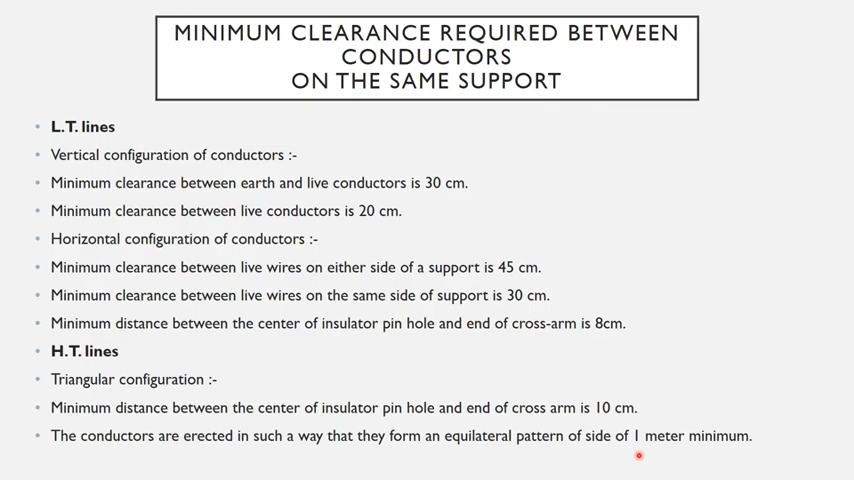 MINIMUM CLEARANCE REQUIRED BETWEEN
CONDUCTORS
ON THE SAME SUPPORT
• L.T. lines
• Vertical configuration of conductors :-
• Minimum clearance between earth and live conductors is 30 cm.
• Minimum clearance between live conductors is 20 cm.
• Horizontal configuration of conductors :-
• Minimum clearance between live wires on either side of a support is 45 cm.
• Minimum clearance between live wires on the same side of support is 30 cm.
• Minimum distance between the center of insulator pin hole and end of cross-arm is 8cm.
• H.T. lines
• Triangular configuration :-
• Minimum distance between the center of insulator pin hole and end of cross arm is 10 cm.
• The conductors are erected in such a way that they form an equilateral pattern of side of 1 meter minimum.